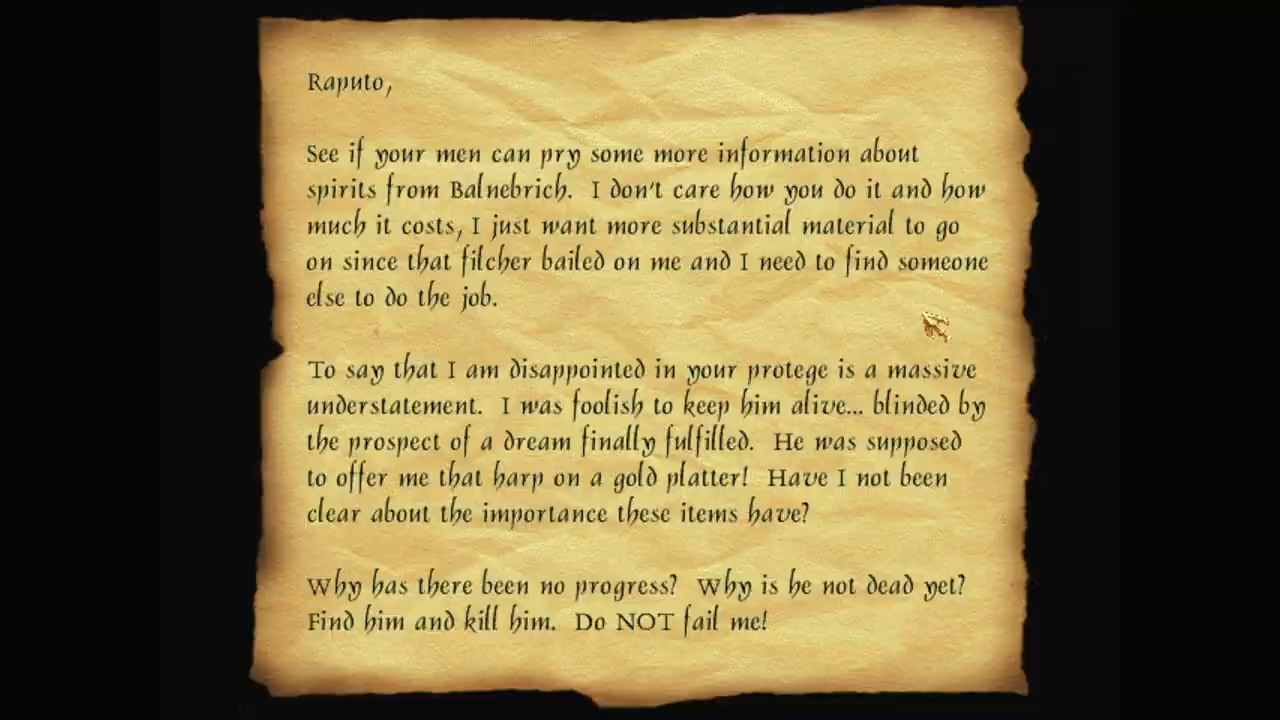 Raputo,
See if your men can pry some more information about
spirits from Balnebrich.  I don't care how you do it and how
much it costs, I just want more substantial material to go
on since that filcher bailed on me and I need to find someone
else to do the job.
To say that I am disappointed in your protege is a massive
understatement.  I was foolish to keep him alive... blinded by
the prospect of a dream finally fulfilled.  He was supposed
to offer me that harp on a gold platter!  Have I not been
clear about the importance these items have?
Why has there been no progress?  Why is he not dead yet?
Find him and kill him.  Do NOT fail me!